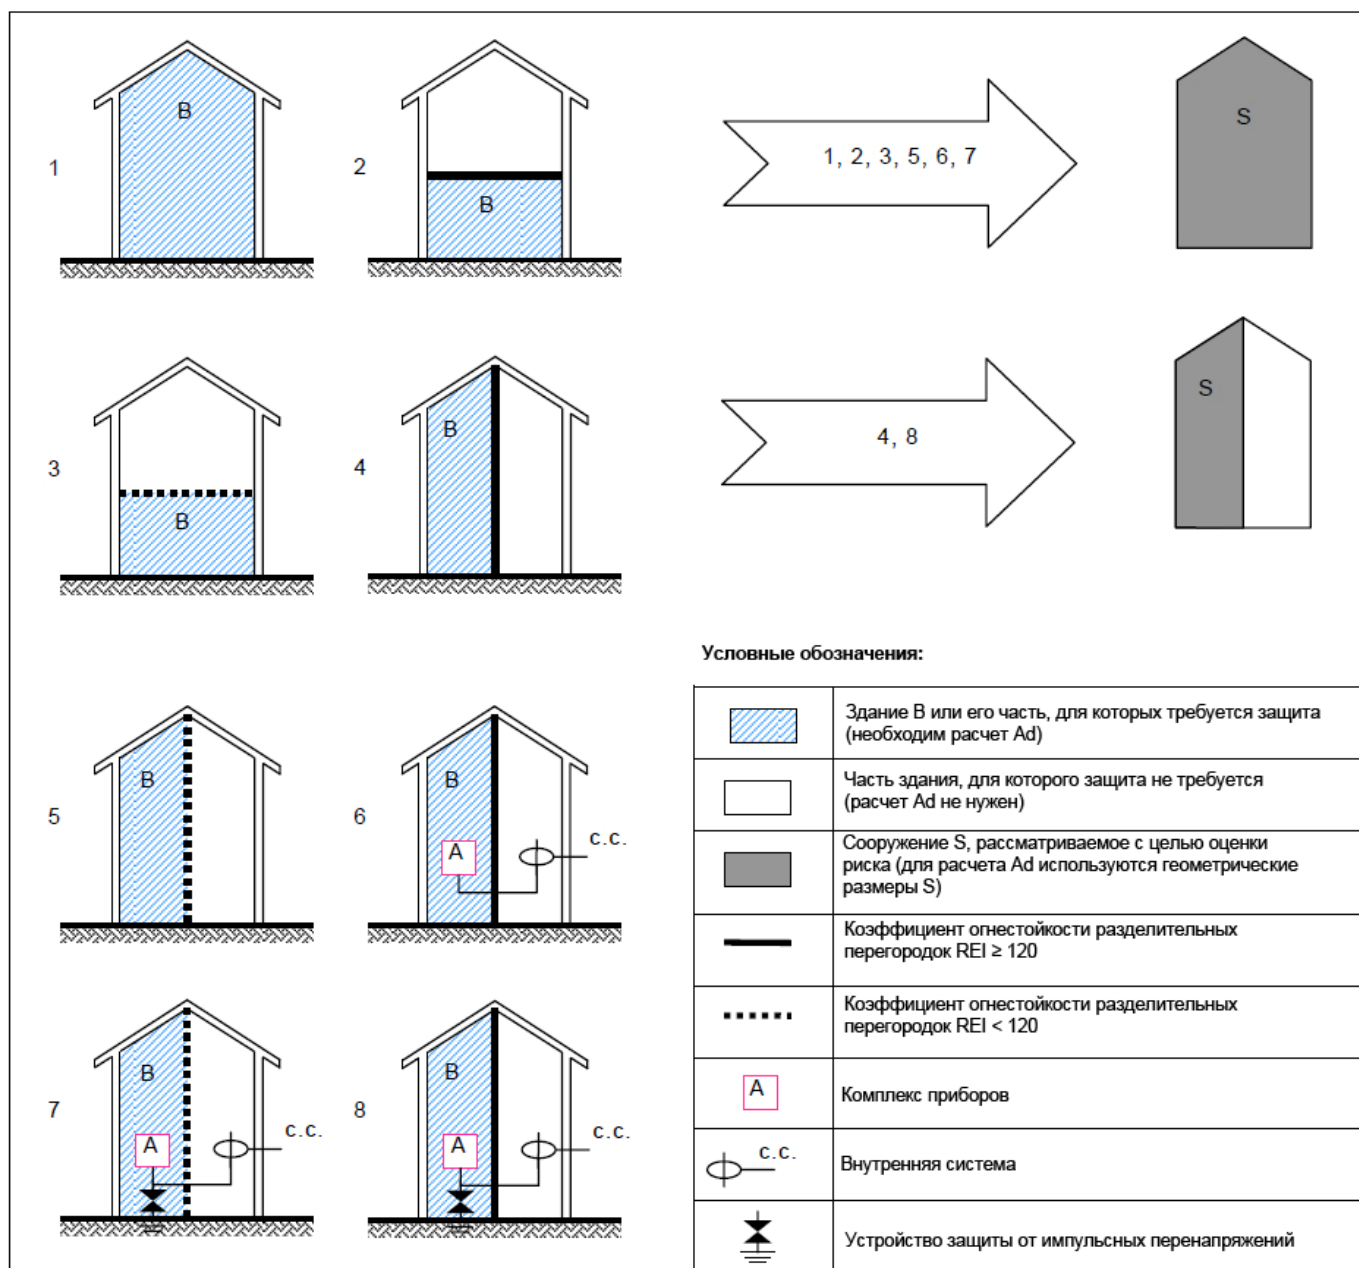 B
1
B
2
1, 2, 3, 5, 6, 7
S
B
3
B
4
4, 8
S
B
5
B
A
c.c.
6
B
A
c.c.
7
B
A
c.c.
8
Условные обозначения:
Здание В или его часть, для которых требуется защита
(необходим расчет Ad)
Часть здания, для которого защита не требуется
(расчет Ad не нужен)
Сооружение S, рассматриваемое с целью оценки
риска (для расчета Ad используются геометрические
размеры S)
Коэффициент огнестойкости разделительных
перегородок REI ≥ 120
Коэффициент огнестойкости разделительных
перегородок REI < 120
A
Комплекс приборов
c.c.
Внутренняя система
Устройство защиты от импульсных перенапряжений